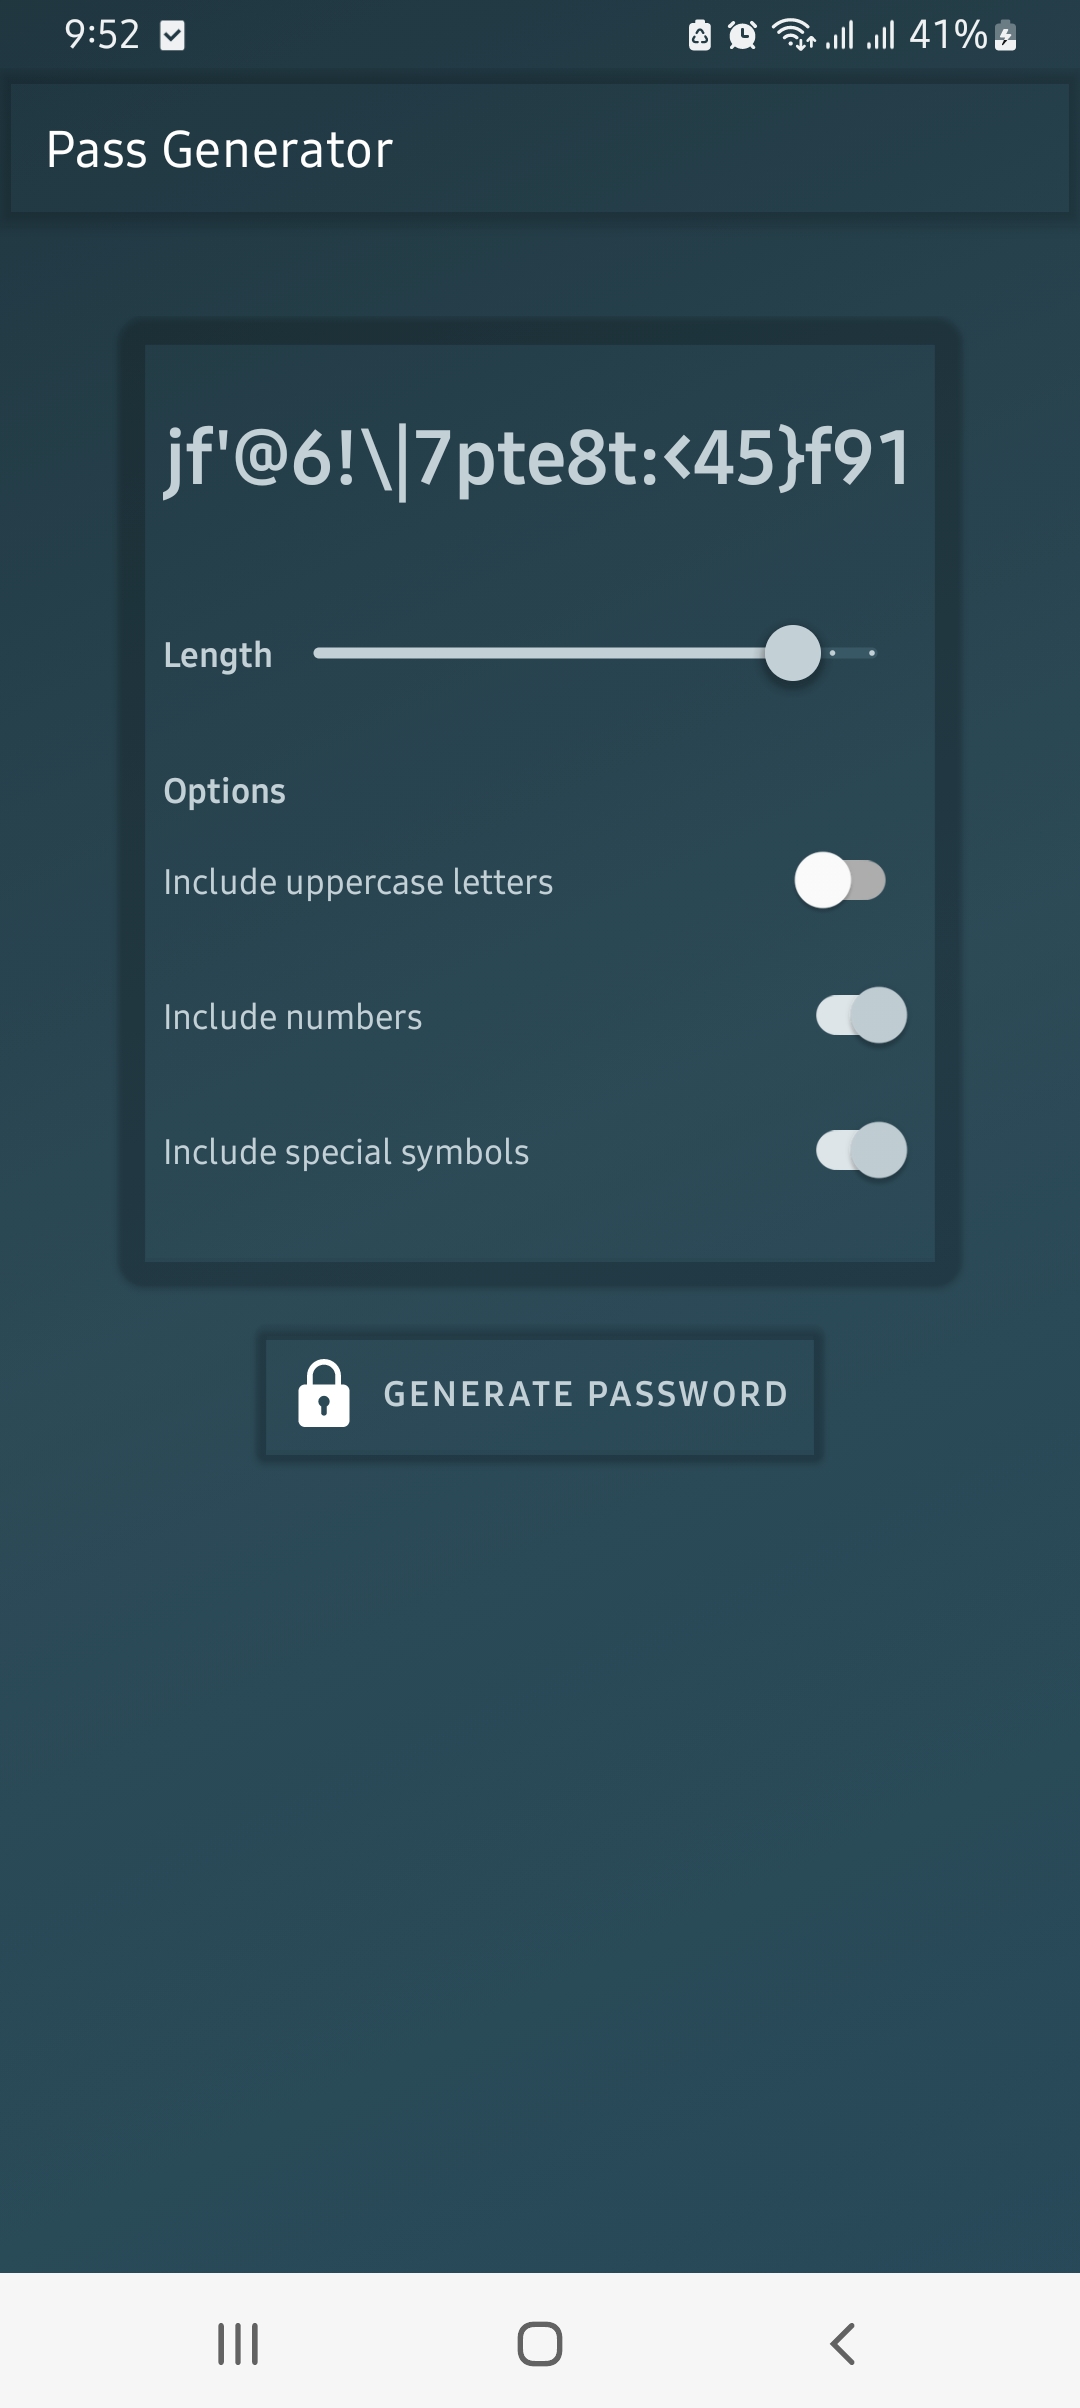 9:52 41%
Pass Generator
jf'@6!\|7pte8t:<45}f91
Length
Options
Include uppercase letters
Include numbers
Include special symbols
GENERATE PASSWORD